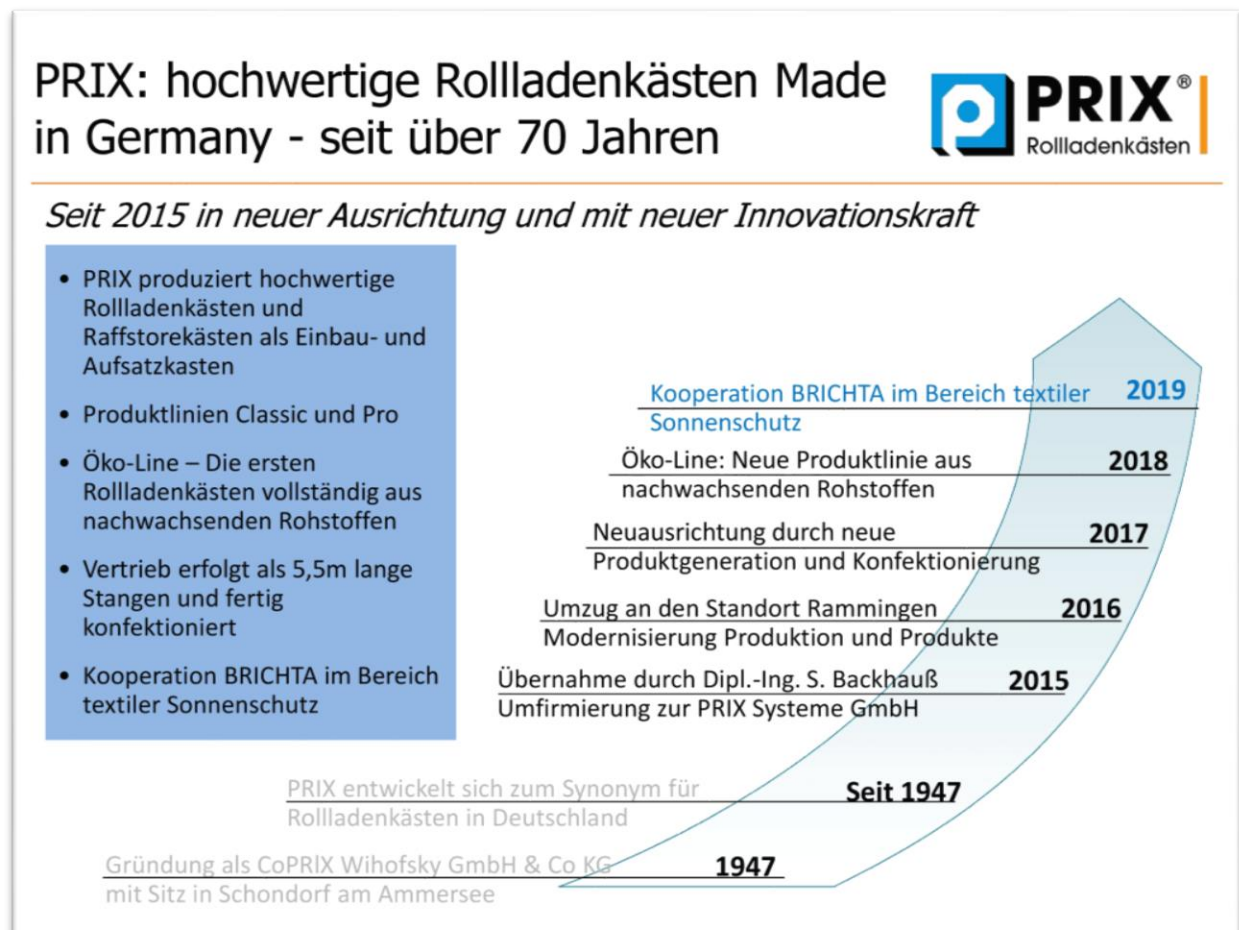 PRIX: hochwertige Rollladenkästen Made
in Germany - seit über 70 Jahren
PRIX®
Rollladenkästen
Seit 2015 in neuer Ausrichtung und mit neuer Innovationskraft
• PRIX produziert hochwertige
Rollladenkästen und
Raffstorekästen als Einbau- und
Aufsatzkasten
• Produktlinien Classic und Pro
• Öko-Line – Die ersten
Rollladenkästen vollständig aus
nachwachsenden Rohstoffen
• Vertrieb erfolgt als 5,5m lange
Stangen und fertig
konfektioniert
• Kooperation BRICHTA im Bereich
textiler Sonnenschutz
Kooperation BRICHTA im Bereich textiler 2019
Sonnenschutz
Öko-Line: Neue Produktlinie aus 2018
nachwachsenden Rohstoffen
Neuausrichtung durch neue 2017
Produktgeneration und Konfektionierung
Umzug an den Standort Rammingen 2016
Modernisierung Produktion und Produkte
Übernahme durch Dipl.-Ing. S. Backhauß 2015
Umfirmierung zur PRIX Systeme GmbH
PRIX entwickelt sich zum Synonym für Seit 1947
Rollladenkästen in Deutschland
Gründung als CoPRIX Wihofsky GmbH & Co KG 1947
mit Sitz in Schondorf am Ammersee